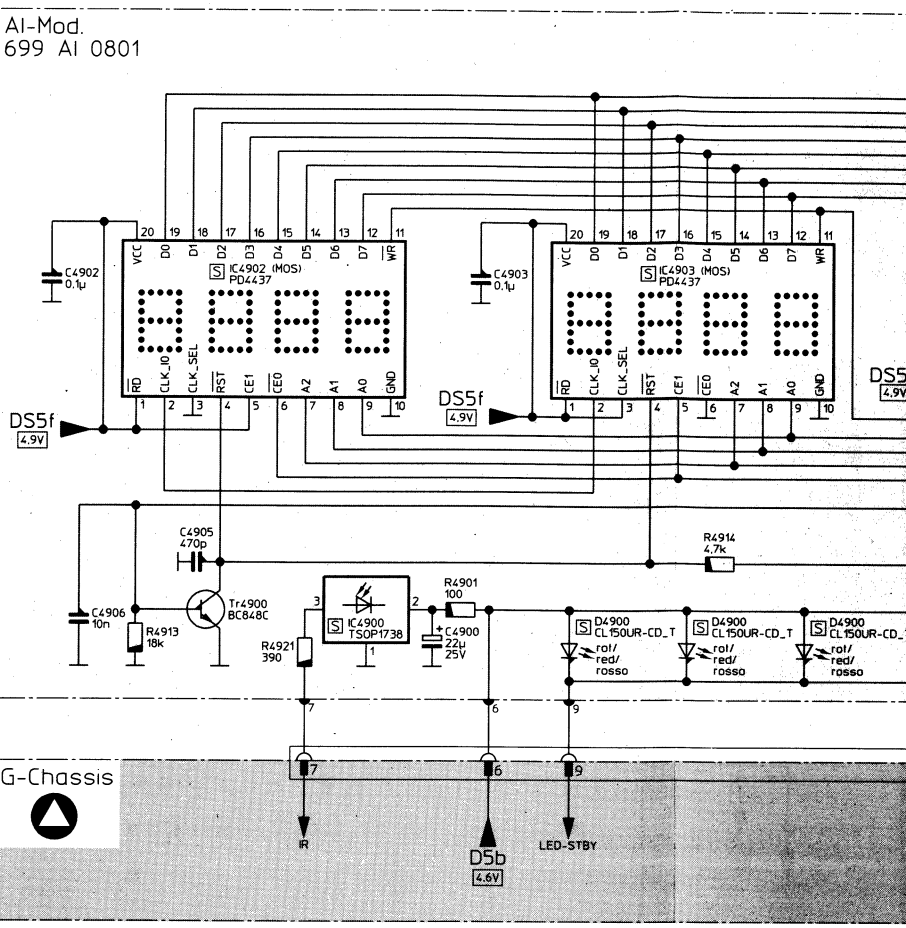 AI-Mod.
699 AI 0801
20 19 18 17 16 15 14 13 12 11
VCC D0 D1 D2 D3 D4 D5 D6 D7 WR
S IC4902 (MOS)
PD4437
RD CLK_IO CLK_SEL RST CE1 CE0 A2 A1 A0 GND
1 2 3 4 5 6 7 8 9 10
C4902
0.1µ
DS5f
4.9V
20 19 18 17 16 15 14 13 12 11
VCC D0 D1 D2 D3 D4 D5 D6 D7 WR
S IC4903 (MOS)
PD4437
RD CLK_IO CLK_SEL RST CE1 CE0 A2 A1 A0 GND
1 2 3 4 5 6 7 8 9 10
C4903
0.1µ
DS5f
4.9V
DS5
4.9V
C4905
470p
R4914
4,7k
C4906
10n
R4913
18k
Tr4900
BC848C
3 2
S IC4900
TSOP1738
1
R4921
390
R4901
100
+
C4900
22µ
25V
S D4900
CL150UR-CD_T
rot/
red/
rosso
S D4900
CL150UR-CD_T
rot/
red/
rosso
S D4900
CL150UR-CD_
rot/
red/
rosso
7 6 9
G-Chassis
7 6 9
IR
D5b
4.6V
LED-STBY